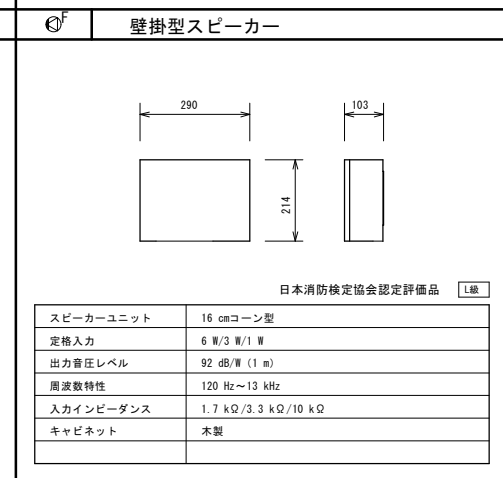 F
壁掛型スピーカー
290
103
214
日本消防検定協会認定評価品 L級
スピーカーユニット 16 cmコーン型
定格入力 6 W/3 W/1 W
出力音圧レベル 92 dB/W (1 m)
周波数特性 120 Hz～13 kHz
入力インピーダンス 1.7 kΩ/3.3 kΩ/10 kΩ
キャビネット 木製